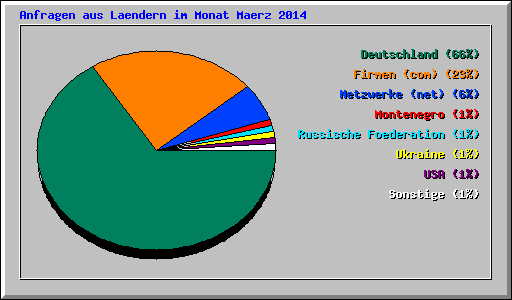 Anfragen aus Laendern im Monat Maerz 2014
Deutschland (66%)
Firmen (com) (23%)
Netzwerke (net) (6%)
Montenegro (1%)
Russische Foederation (1%)
Ukraine (1%)
USA (1%)
Sonstige (1%)